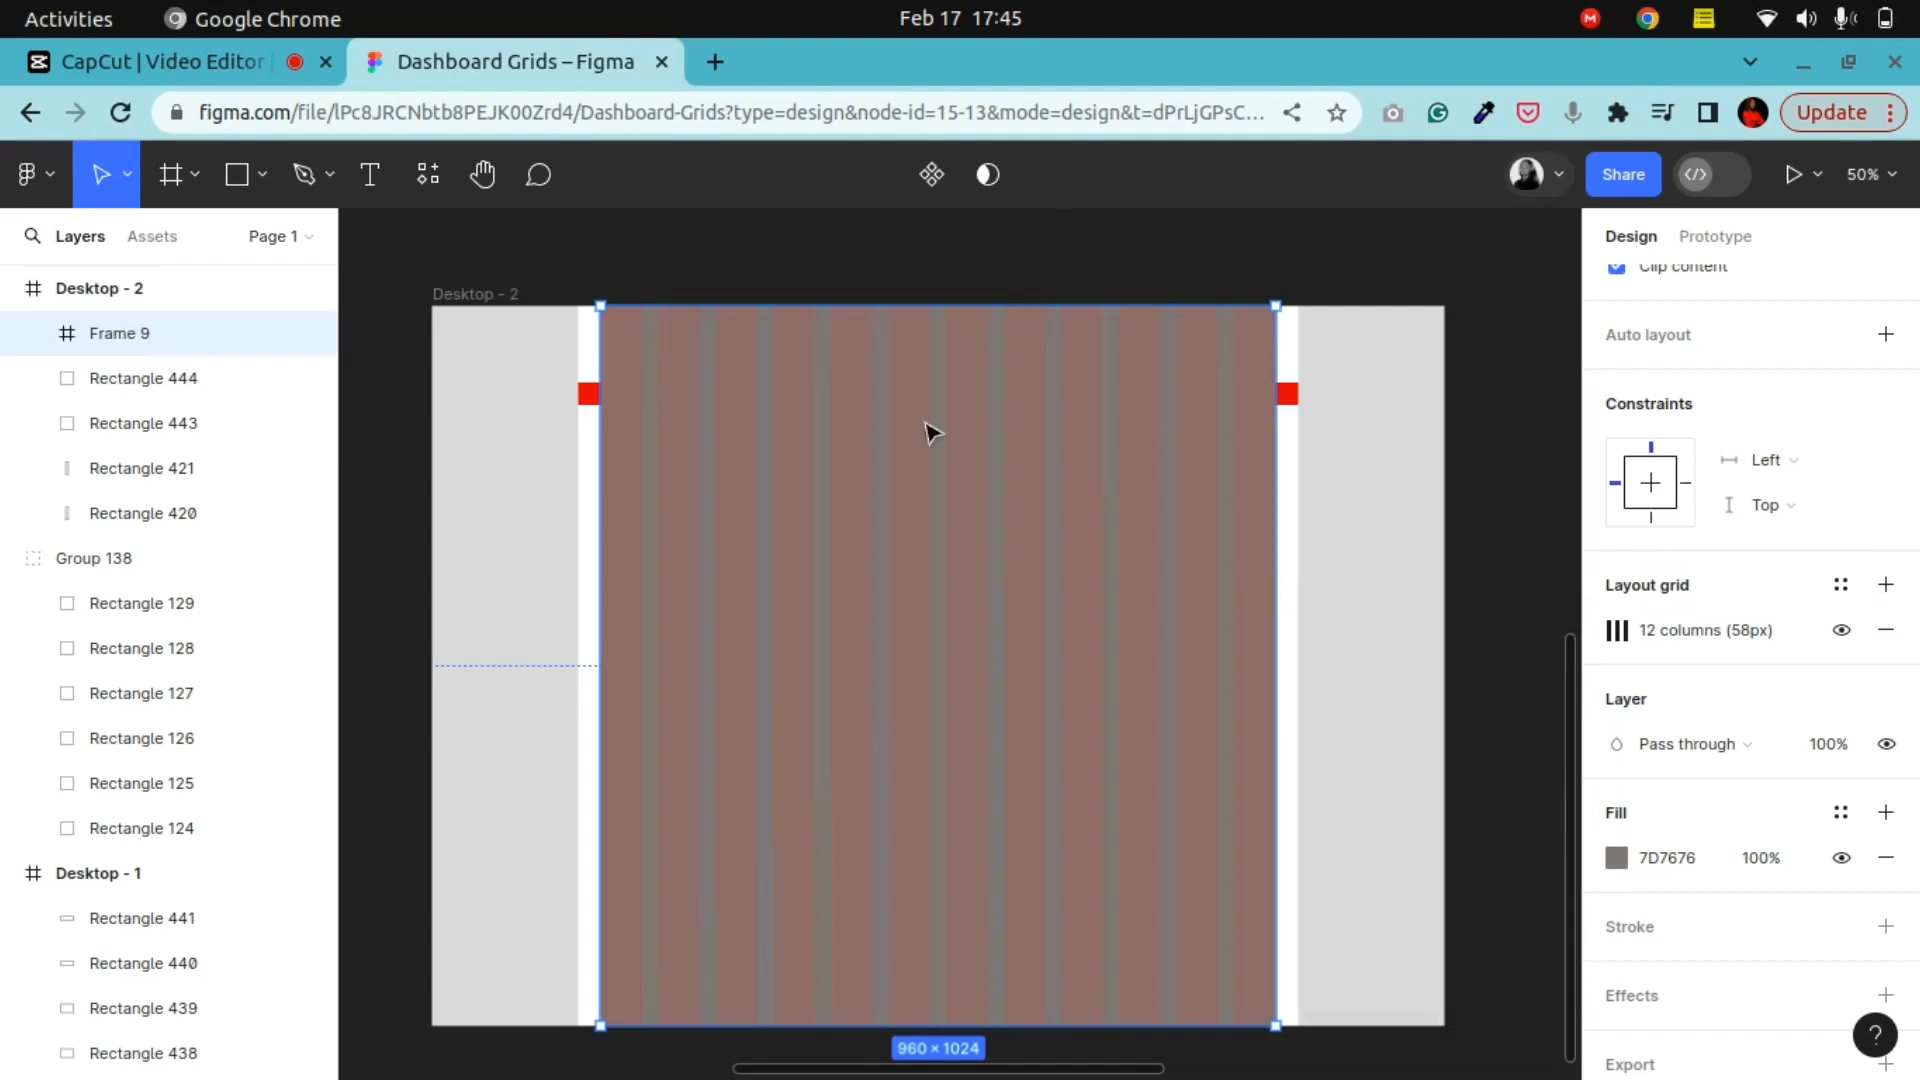 Activities
Google Chrome
Feb 17 17:45
CapCut | Video Editor
Dashboard Grids – Figma
figma.com/file/lPc8JRCNbtb8PEJK00Zrd4/Dashboard-Grids?type=design&node-id=15-13&mode=design&t=dPrLjGPsC...
Update
Share
50%
Layers
Assets
Page 1
Desktop - 2
Frame 9
Rectangle 444
Rectangle 443
Rectangle 421
Rectangle 420
Group 138
Rectangle 129
Rectangle 128
Rectangle 127
Rectangle 126
Rectangle 125
Rectangle 124
Desktop - 1
Rectangle 441
Rectangle 440
Rectangle 439
Rectangle 438
Desktop - 2
960 × 1024
Design
Prototype
Clip content
Auto layout
Constraints
Left
Top
Layout grid
12 columns (58px)
Layer
Pass through
100%
Fill
7D7676
100%
Stroke
Effects
Export
?